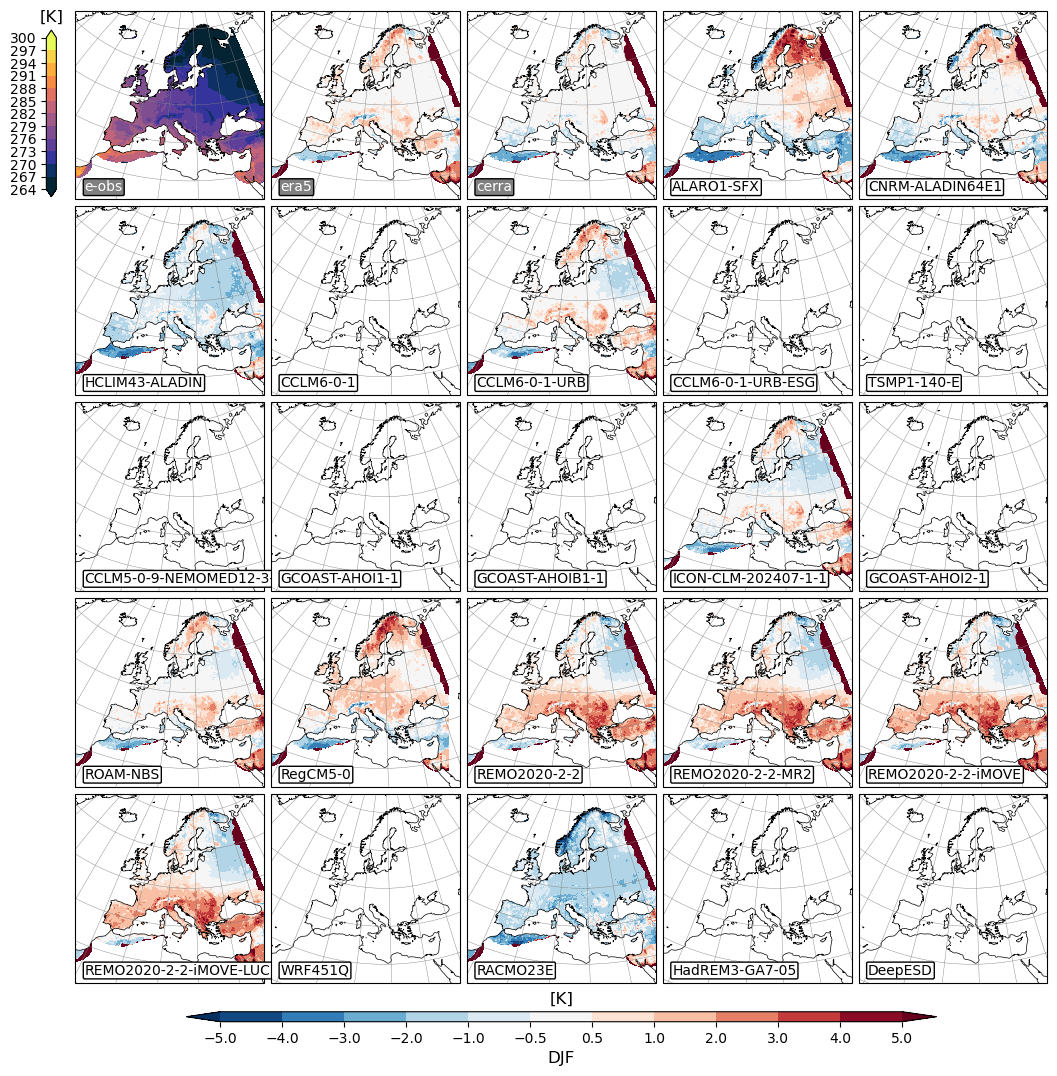 [K]
300
297
294
291
288
285
282
279
276
273
270
267
264
e-obs
era5
cerra
ALARO1-SFX
CNRM-ALADIN64E1
HCLIM43-ALADIN
CCLM6-0-1
CCLM6-0-1-URB
CCLM6-0-1-URB-ESG
TSMP1-140-E
CCLM5-0-9-NEMOMED12-3-
GCOAST-AHOI1-1
GCOAST-AHOIB1-1
ICON-CLM-202407-1-1
GCOAST-AHOI2-1
ROAM-NBS
RegCM5-0
REMO2020-2-2
REMO2020-2-2-MR2
REMO2020-2-2-iMOVE
REMO2020-2-2-iMOVE-LUC
WRF451Q
RACMO23E
HadREM3-GA7-05
DeepESD
[K]
−5.0 −4.0 −3.0 −2.0 −1.0 −0.5 0.5 1.0 2.0 3.0 4.0 5.0
DJF